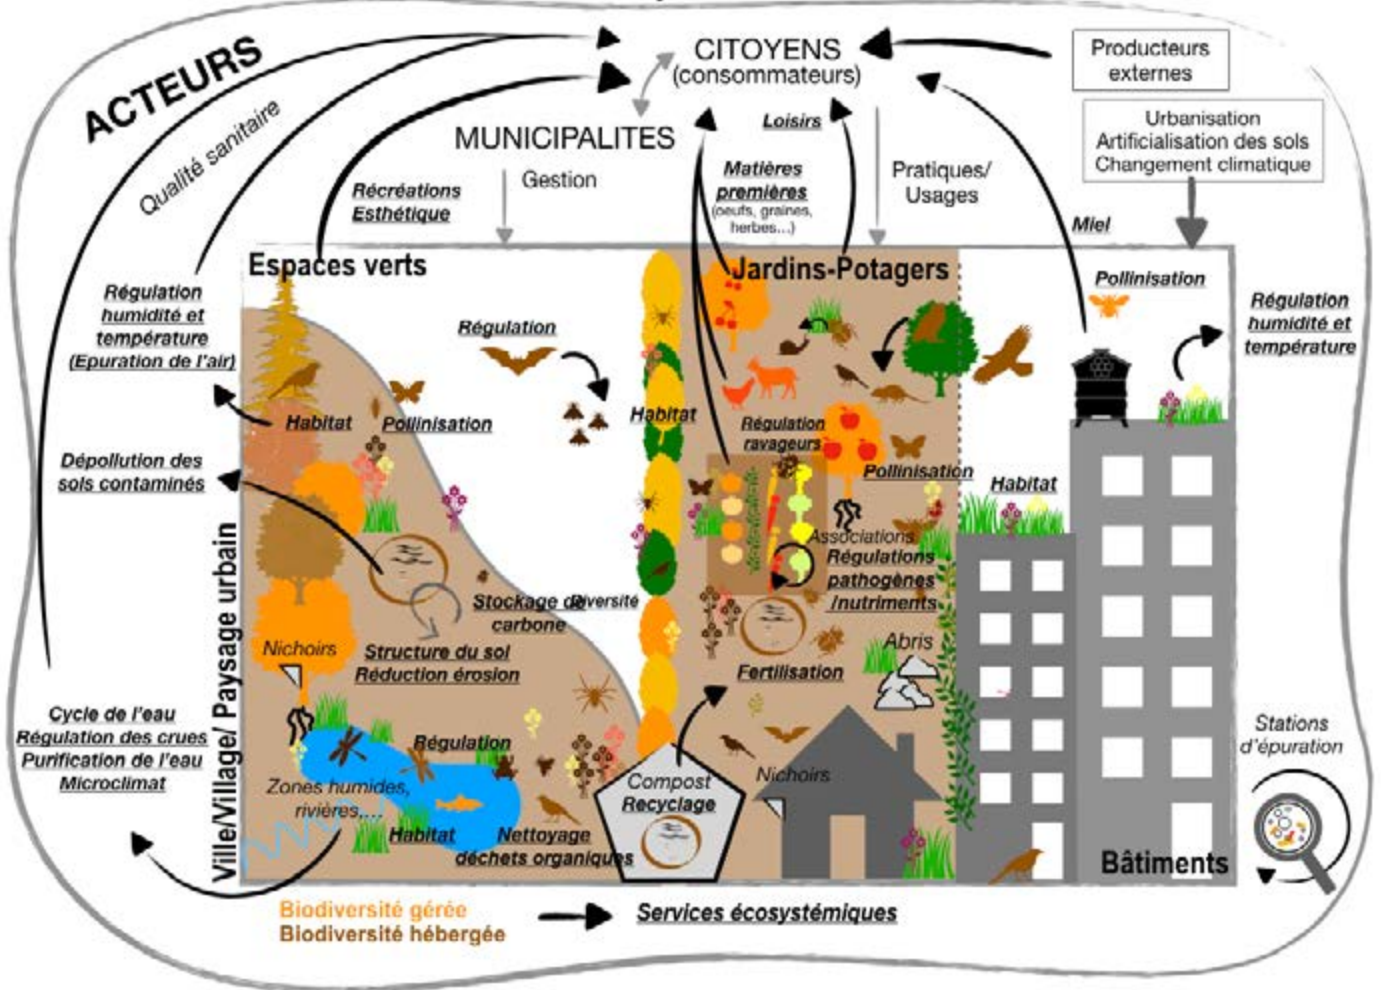 ACTEURS
CITOYENS
(consommateurs)
Producteurs
externes
Urbanisation
Artificialisation des sols
Changement climatique
MUNICIPALITES
Gestion
Qualité sanitaire
Récréations
Esthétique
Loisirs
Matières
premières
(oeufs, graines,
herbes...)
Pratiques/
Usages
Miel
Espaces verts
Jardins-Potagers
Pollinisation
Régulation
humidité et
température
(Epuration de l'air)
Régulation
Régulation
humidité et
température
Habitat
Pollinisation
Habitat
Régulation
ravageurs
Pollinisation
Habitat
Dépollution des
sols contaminés
Associations
Régulations
pathogènes
/nutriments
Stockage de
carbone
Diversité
Nichoirs
Structure du sol
Réduction érosion
Abris
Fertilisation
Ville/Village/ Paysage urbain
Cycle de l'eau
Régulation des crues
Purification de l'eau
Microclimat
Régulation
Zones humides,
rivières,...
Habitat
Nettoyage
déchets organiques
Compost
Recyclage
Nichoirs
Stations
d'épuration
Bâtiments
Biodiversité gérée
Biodiversité hébergée
Services écosystémiques